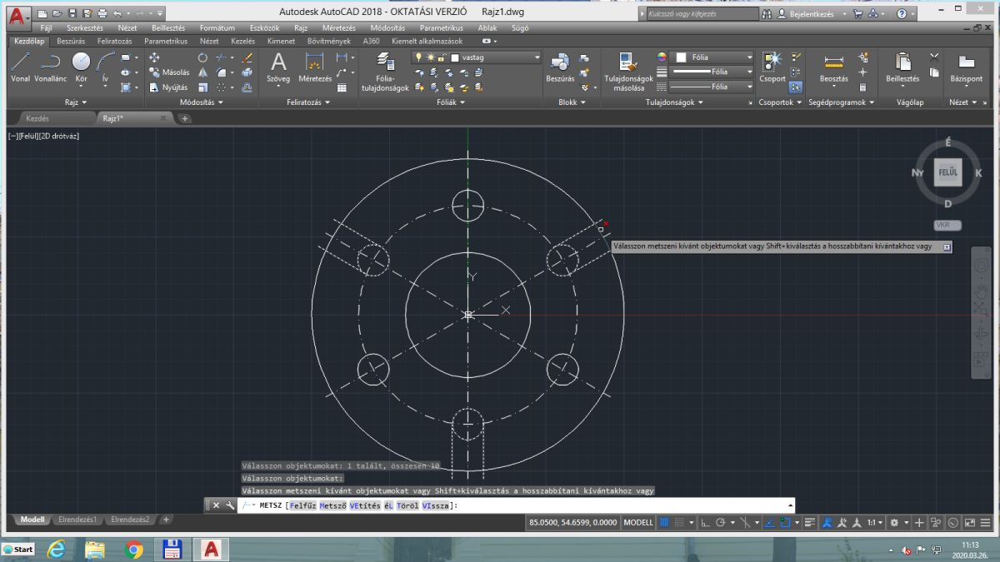 Autodesk AutoCAD 2018 - OKTATÁSI VERZIÓ Rajz1.dwg
Kulcsszó vagy kifejezés
Bejelentkezés
Fájl Szerkesztés Nézet Beillesztés Formátum Eszközök Rajz Méretezés Módosítás Parametrikus Ablak Súgó
Kezdőlap Beszúrás Feliratozás Parametrikus Nézet Kezelés Kimenet Bővítmények A360 Kiemelt alkalmazások
vastag
Másolás
Nyújtás
Vonal Vonallánc Kör Ív
Szöveg Méretezés
Fólia-
tulajdonságok
Beszúrás
Tulajdonságok
másolása
Fólia
Fólia
Fólia
Csoport
Beosztás
Beillesztés
Bázispont
Rajz Módosítás Feliratozás Fóliák Blokk Tulajdonságok Csoportok Segédprogramok Vágólap Nézet
Kezdés Rajz1*
[−][Felül][2D drótváz]
É
Ny FELÜL K
D
VKR
Válasszon metszeni kívánt objektumokat vagy Shift+kiválasztás a hosszabbítani kívántakhoz vagy
Y
X
Válasszon objektumokat: 1 talált, összesen 10
Válasszon objektumokat:
Válasszon metszeni kívánt objektumokat vagy Shift+kiválasztás a hosszabbítani kívántakhoz vagy
METSZ [Felfűz Metsző VEtítés éL Töröl VIssza]:
Modell Elrendezés1 Elrendezés2
85.0500, 54.6599, 0.0000 MODELL
1:1
Start
11:13
2020.03.26.